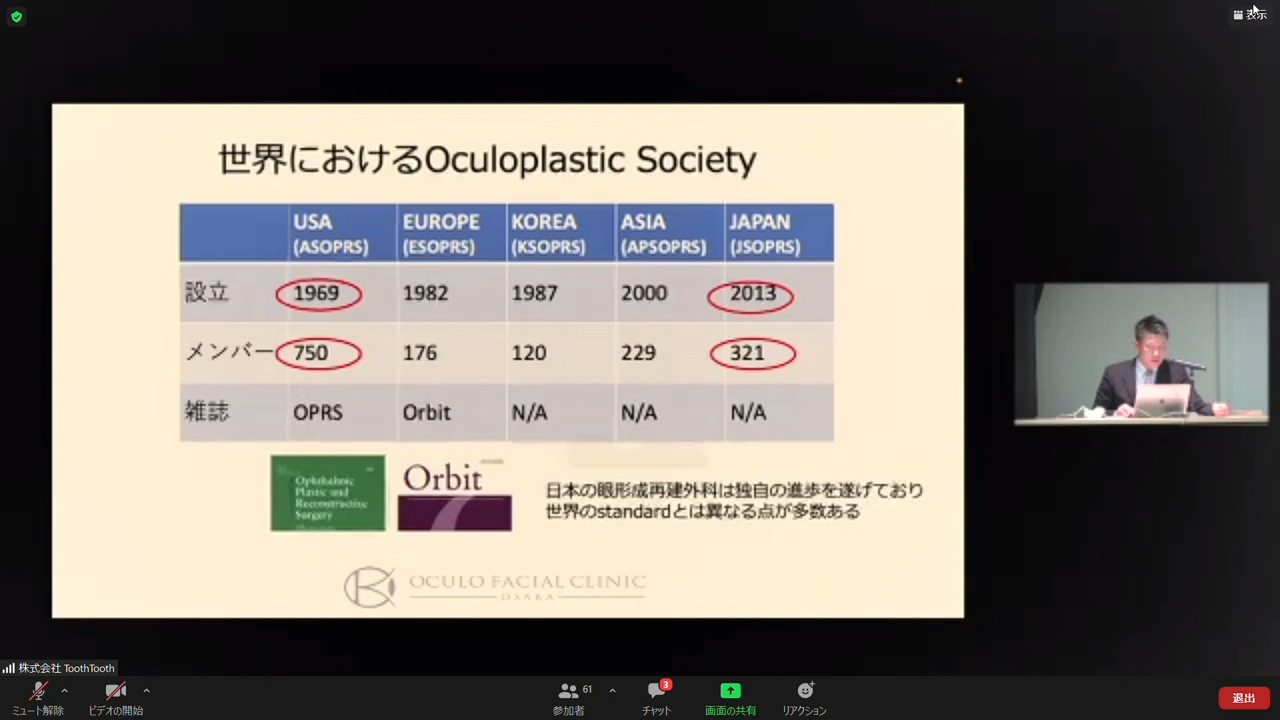 表示
世界におけるOculoplastic Society
USA EUROPE KOREA ASIA JAPAN
(ASOPRS) (ESOPRS) (KSOPRS) (APSOPRS) (JSOPRS)
設立 1969 1982 1987 2000 2013
メンバー 750 176 120 229 321
雑誌 OPRS Orbit N/A N/A N/A
Ophthalmic
Plastic and
Reconstructive
Surgery
Orbit
日本の眼形成再建外科は独自の進歩を遂げており
世界のstandardとは異なる点が多数ある
OCULO FACIAL CLINIC
OSAKA
株式会社 ToothTooth
ミュート解除 ビデオの開始 参加者 61 チャット 3 画面の共有 リアクション 退出